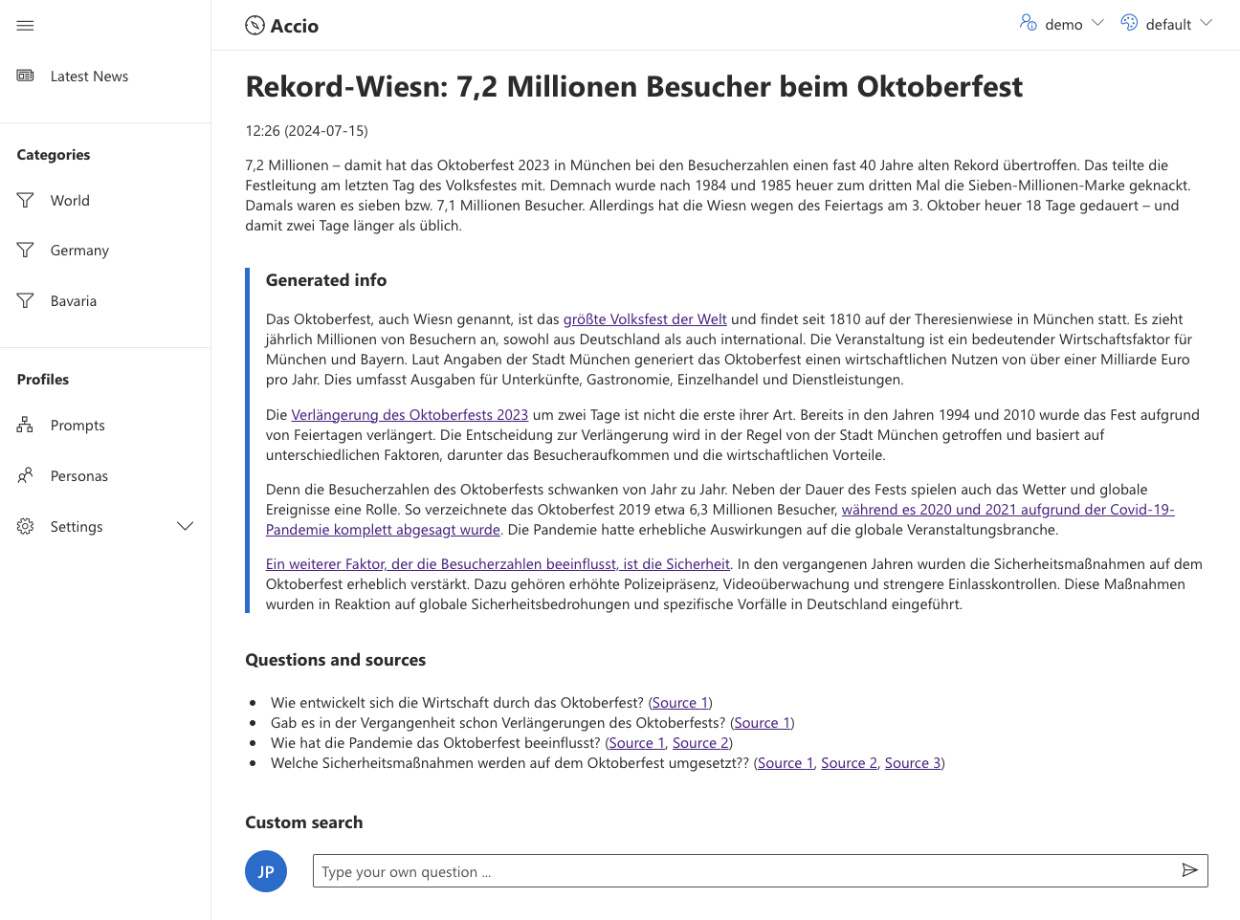 Accio
demo
default
Latest News
Categories
World
Germany
Bavaria
Profiles
Prompts
Personas
Settings
Rekord-Wiesn: 7,2 Millionen Besucher beim Oktoberfest
12:26 (2024-07-15)
7,2 Millionen – damit hat das Oktoberfest 2023 in München bei den Besucherzahlen einen fast 40 Jahre alten Rekord übertroffen. Das teilte die
Festleitung am letzten Tag des Volksfestes mit. Demnach wurde nach 1984 und 1985 heuer zum dritten Mal die Sieben-Millionen-Marke geknackt.
Damals waren es sieben bzw. 7,1 Millionen Besucher. Allerdings hat die Wiesn wegen des Feiertags am 3. Oktober heuer 18 Tage gedauert – und
damit zwei Tage länger als üblich.
Generated info
Das Oktoberfest, auch Wiesn genannt, ist das größte Volksfest der Welt und findet seit 1810 auf der Theresienwiese in München statt. Es zieht
jährlich Millionen von Besuchern an, sowohl aus Deutschland als auch international. Die Veranstaltung ist ein bedeutender Wirtschaftsfaktor für
München und Bayern. Laut Angaben der Stadt München generiert das Oktoberfest einen wirtschaftlichen Nutzen von über einer Milliarde Euro
pro Jahr. Dies umfasst Ausgaben für Unterkünfte, Gastronomie, Einzelhandel und Dienstleistungen.
Die Verlängerung des Oktoberfests 2023 um zwei Tage ist nicht die erste ihrer Art. Bereits in den Jahren 1994 und 2010 wurde das Fest aufgrund
von Feiertagen verlängert. Die Entscheidung zur Verlängerung wird in der Regel von der Stadt München getroffen und basiert auf
unterschiedlichen Faktoren, darunter das Besucheraufkommen und die wirtschaftlichen Vorteile.
Denn die Besucherzahlen des Oktoberfests schwanken von Jahr zu Jahr. Neben der Dauer des Fests spielen auch das Wetter und globale
Ereignisse eine Rolle. So verzeichnete das Oktoberfest 2019 etwa 6,3 Millionen Besucher, während es 2020 und 2021 aufgrund der Covid-19-
Pandemie komplett abgesagt wurde. Die Pandemie hatte erhebliche Auswirkungen auf die globale Veranstaltungsbranche.
Ein weiterer Faktor, der die Besucherzahlen beeinflusst, ist die Sicherheit. In den vergangenen Jahren wurden die Sicherheitsmaßnahmen auf dem
Oktoberfest erheblich verstärkt. Dazu gehören erhöhte Polizeipräsenz, Videoüberwachung und strengere Einlasskontrollen. Diese Maßnahmen
wurden in Reaktion auf globale Sicherheitsbedrohungen und spezifische Vorfälle in Deutschland eingeführt.
Questions and sources
• Wie entwickelt sich die Wirtschaft durch das Oktoberfest? (Source 1)
• Gab es in der Vergangenheit schon Verlängerungen des Oktoberfests? (Source 1)
• Wie hat die Pandemie das Oktoberfest beeinflusst? (Source 1, Source 2)
• Welche Sicherheitsmaßnahmen werden auf dem Oktoberfest umgesetzt?? (Source 1, Source 2, Source 3)
Custom search
JP
Type your own question ...